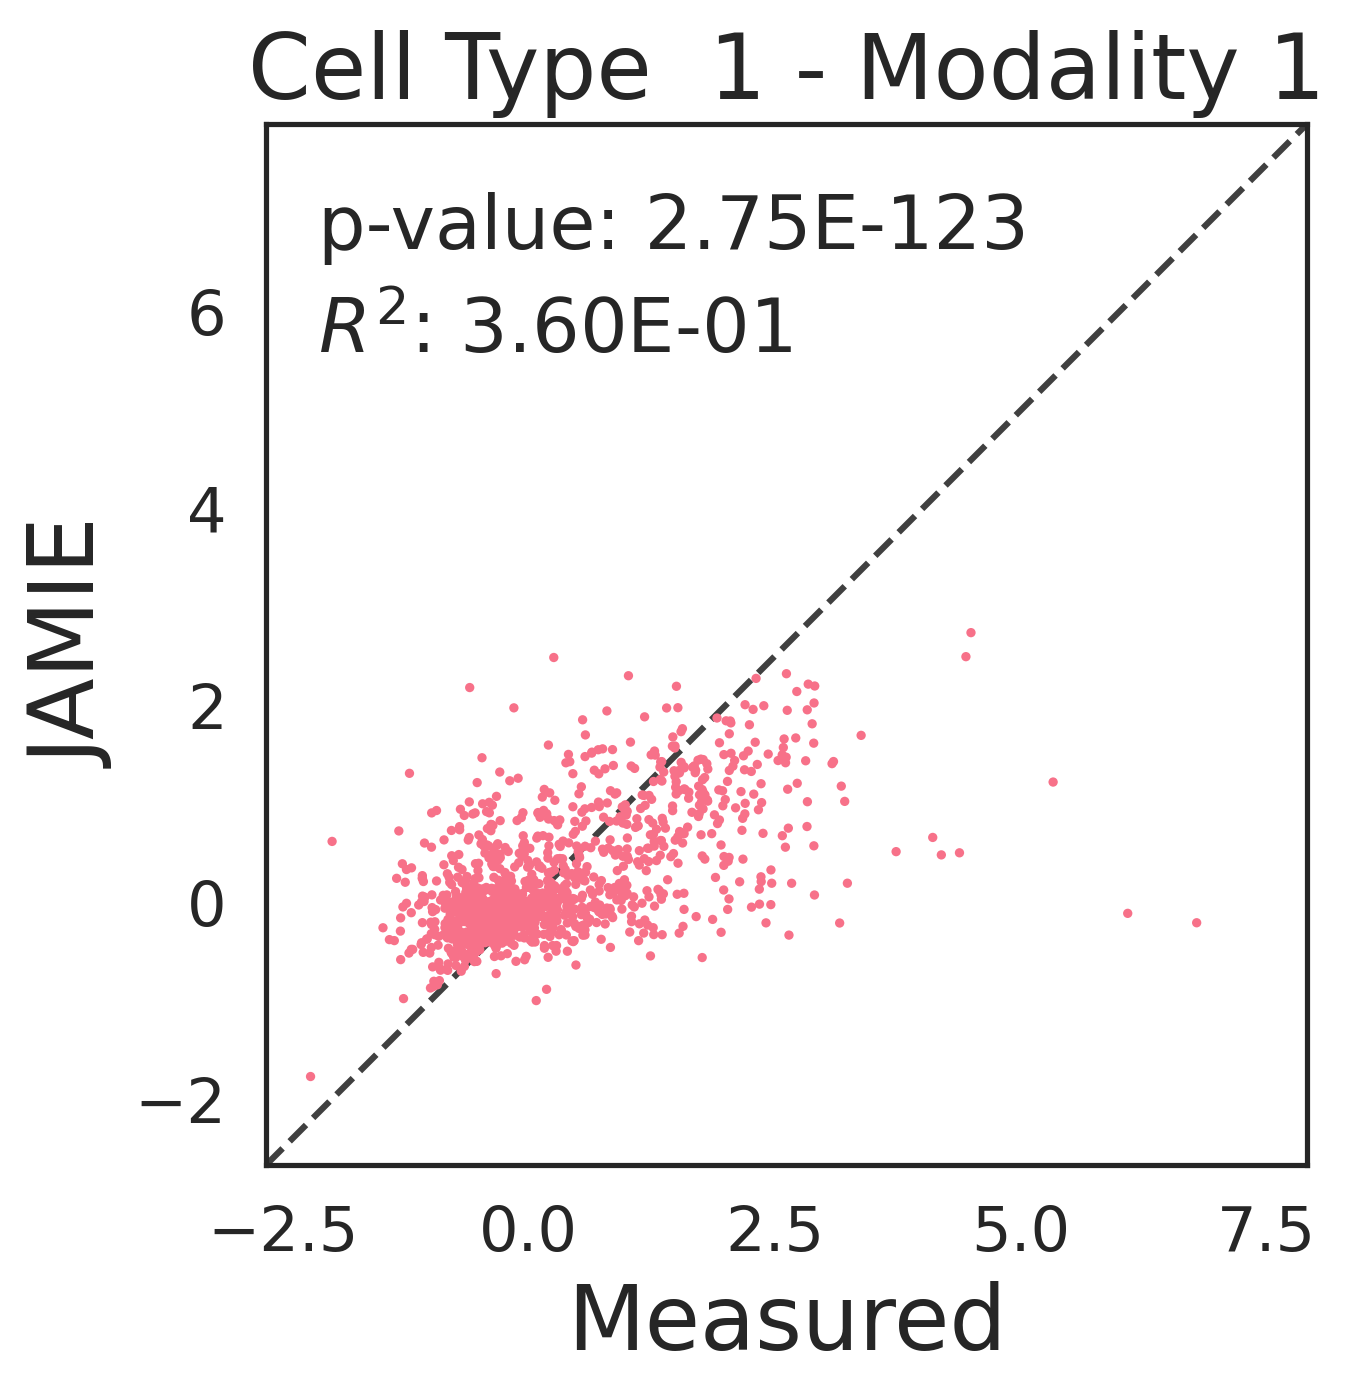 Cell Type  1 - Modality 1
p-value: 2.75E-123
R²: 3.60E-01
JAMIE
6
4
2
0
−2
−2.5 0.0 2.5 5.0 7.5
Measured